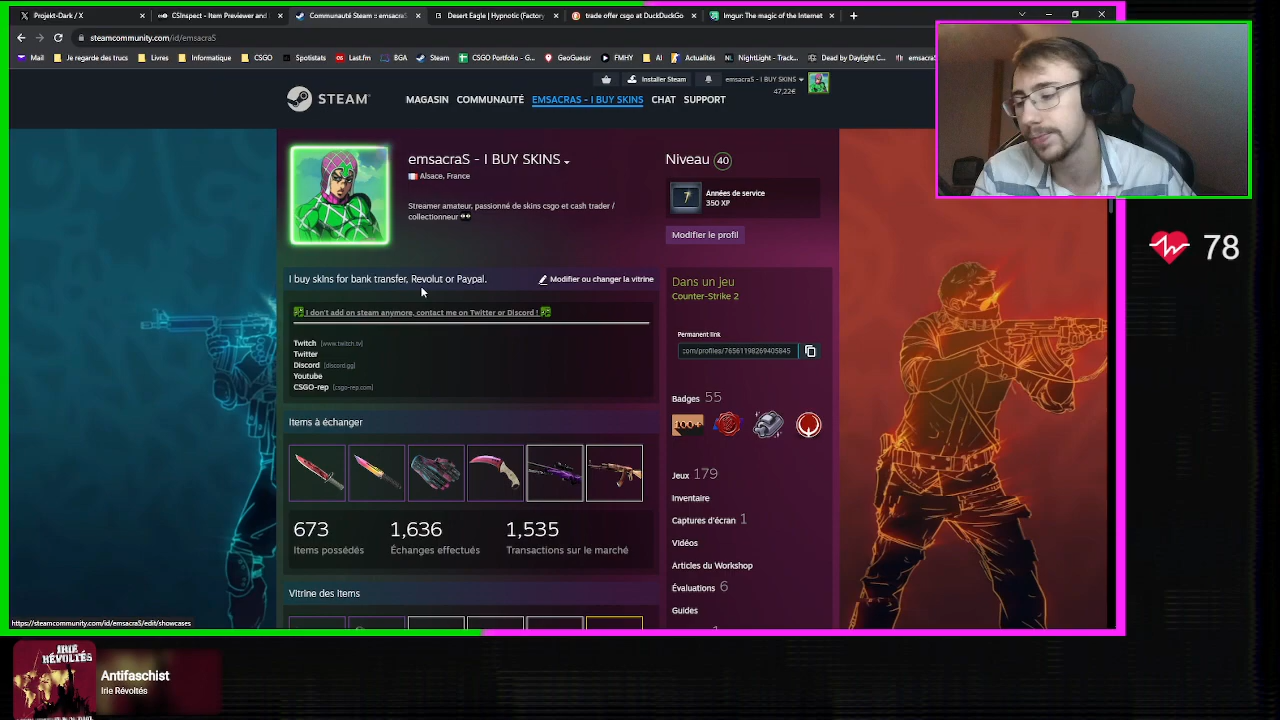 Projekt-Dark / X
CSInspect - Item Previewer and
Communauté Steam :: emsacraS
Desert Eagle | Hypnotic (Factory
trade offer csgo at DuckDuckGo
Imgur: The magic of the Internet
steamcommunity.com/id/emsacraS
Mail
Je regarde des trucs
Livres
Informatique
CSGO
Spotistats
Last.fm
BGA
Steam
CSGO Portfolio - G...
GeoGuessr
FMHY
AI
Actualités
NightLight - Track...
Dead by Daylight C...
emsacra
Installer Steam
emsacraS - I BUY SKINS
47,22€
STEAM
MAGASIN
COMMUNAUTÉ
EMSACRAS - I BUY SKINS
CHAT
SUPPORT
emsacraS - I BUY SKINS
Alsace, France
Streamer amateur, passionné de skins csgo et cash trader /
collectionneur
Niveau 40
Années de service
350 XP
Modifier le profil
I buy skins for bank transfer, Revolut or Paypal.
Modifier ou changer la vitrine
I don't add on steam anymore, contact me on Twitter or Discord !
Twitch [www.twitch.tv]
Twitter
Discord [discord.gg]
Youtube
CSGO-rep [csgo-rep.com]
Dans un jeu
Counter-Strike 2
Permanent link
com/profiles/76561198269405845
Badges 55
100+
Items à échanger
673
Items possédés
1,636
Échanges effectués
1,535
Transactions sur le marché
Jeux 179
Inventaire
Captures d'écran 1
Vidéos
Articles du Workshop
Évaluations 6
Guides
Vitrine des items
https://steamcommunity.com/id/emsacraS/edit/showcases
78
IRIE
RÉVOLTÉS
Antifaschist
Irie Révoltés